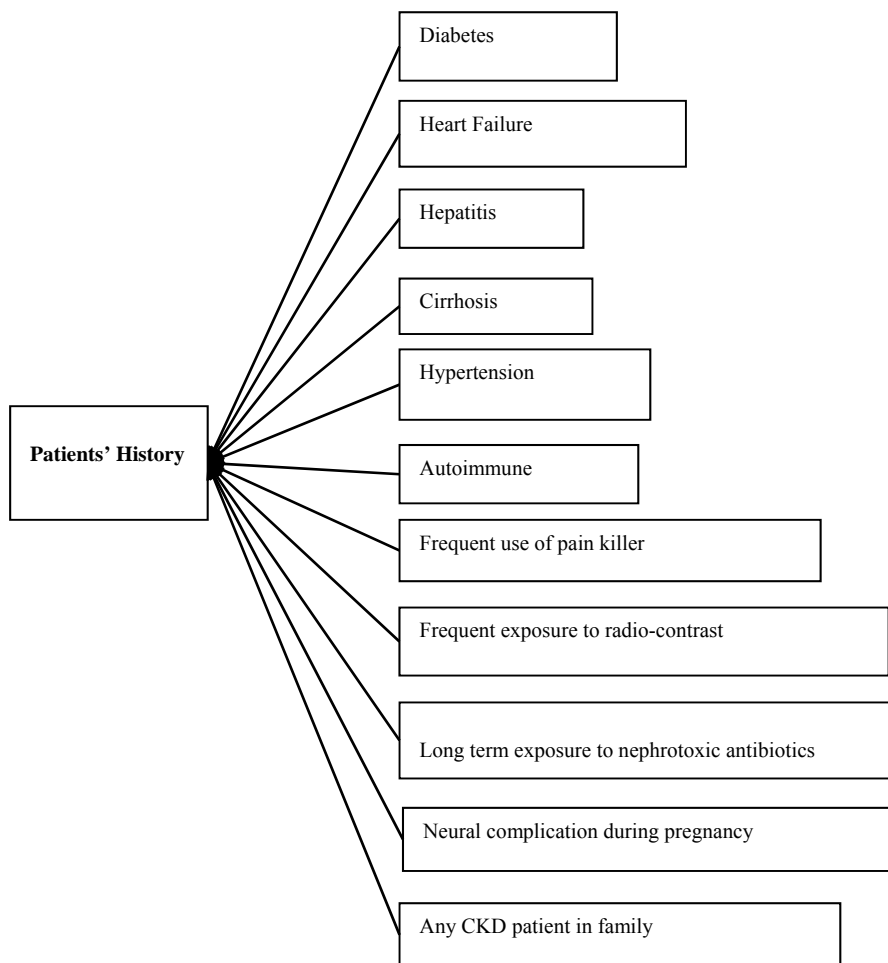 Diabetes
Heart Failure
Hepatitis
Cirrhosis
Hypertension
Patients’ History
Autoimmune
Frequent use of pain killer
Frequent exposure to radio-contrast
Long term exposure to nephrotoxic antibiotics
Neural complication during pregnancy
Any CKD patient in family